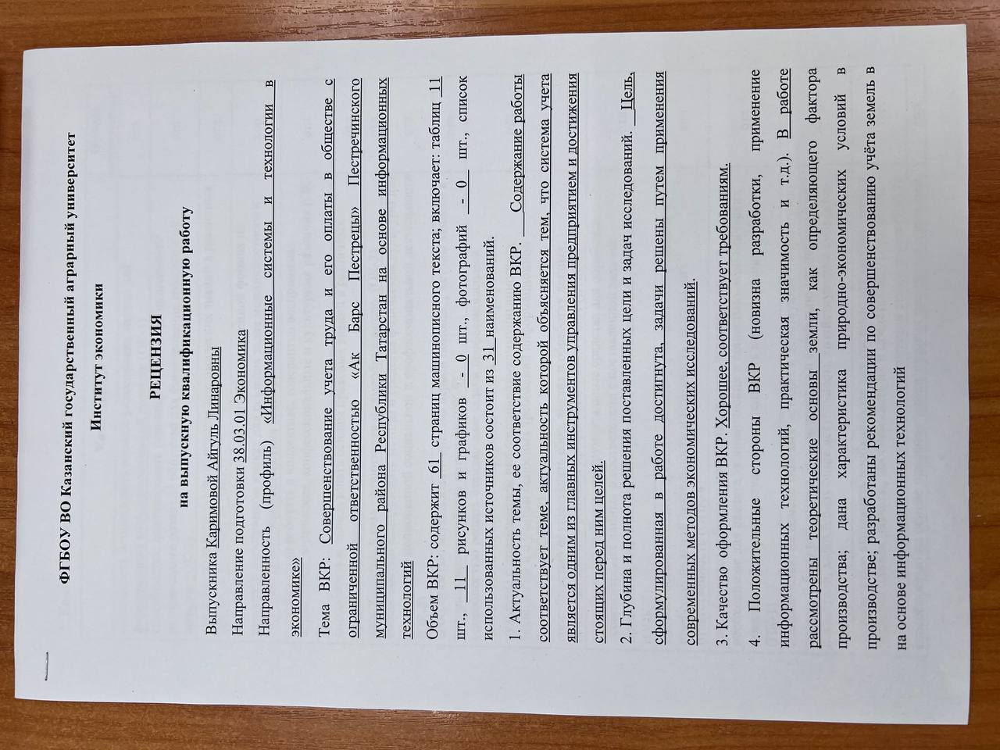 ФГБОУ ВО Казанский государственный аграрный университет
Институт экономики
РЕЦЕНЗИЯ
на выпускную квалификационную работу
Выпускника Каримовой Айгуль Линаровны
Направление подготовки 38.03.01 Экономика
Направленность (профиль) «Информационные системы и технологии в
экономике»
Тема ВКР: Совершенствование учета труда и его оплаты в обществе с
ограниченной ответственностью «Ак Барс Пестрецы» Пестречинского
муниципального района Республики Татарстан на основе информационных
технологий
Объем ВКР: содержит 61 страниц машинописного текста; включает: таблиц 11
шт., 11 рисунков и графиков - 0 шт., фотографий - 0 шт., список
использованных источников состоит из 31 наименований.
1. Актуальность темы, ее соответствие содержанию ВКР. Содержание работы
соответствует теме, актуальность которой объясняется тем, что система учета
является одним из главных инструментов управления предприятием и достижения
стоящих перед ним целей.
2. Глубина и полнота решения поставленных цели и задач исследований. Цель,
сформулированная в работе достигнута, задачи решены путем применения
современных методов экономических исследований.
3. Качество оформления ВКР. Хорошее, соответствует требованиям.
4. Положительные стороны ВКР (новизна разработки, применение
информационных технологий, практическая значимость и т.д.). В работе
рассмотрены теоретические основы земли, как определяющего фактора
производства; дана характеристика природно-экономических условий в
производстве; разработаны рекомендации по совершенствованию учёта земель в
на основе информационных технологий